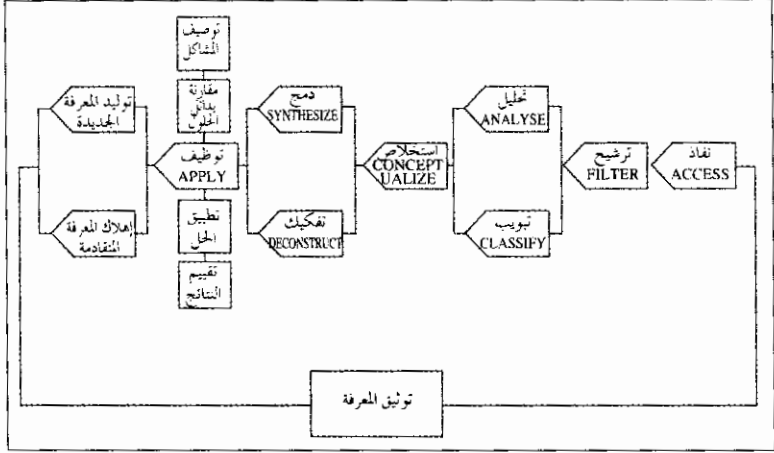 نفاذ
ACCESS
ترشيح
FILTER
تحليل
ANALYSE
تبويب
CLASSIFY
استخلاص
CONCEPT
UALIZE
دمج
SYNTHESIZE
تفكيك
DECONSTRUCT
توصيف
المشاكل
مقارنة
بدائل
الحلول
توظيف
APPLY
تطبيق
الحل
تقييم
النتائج
توليد المعرفة
الجديدة
إهلاك المعرفة
المتقادمة
توثيق المعرفة